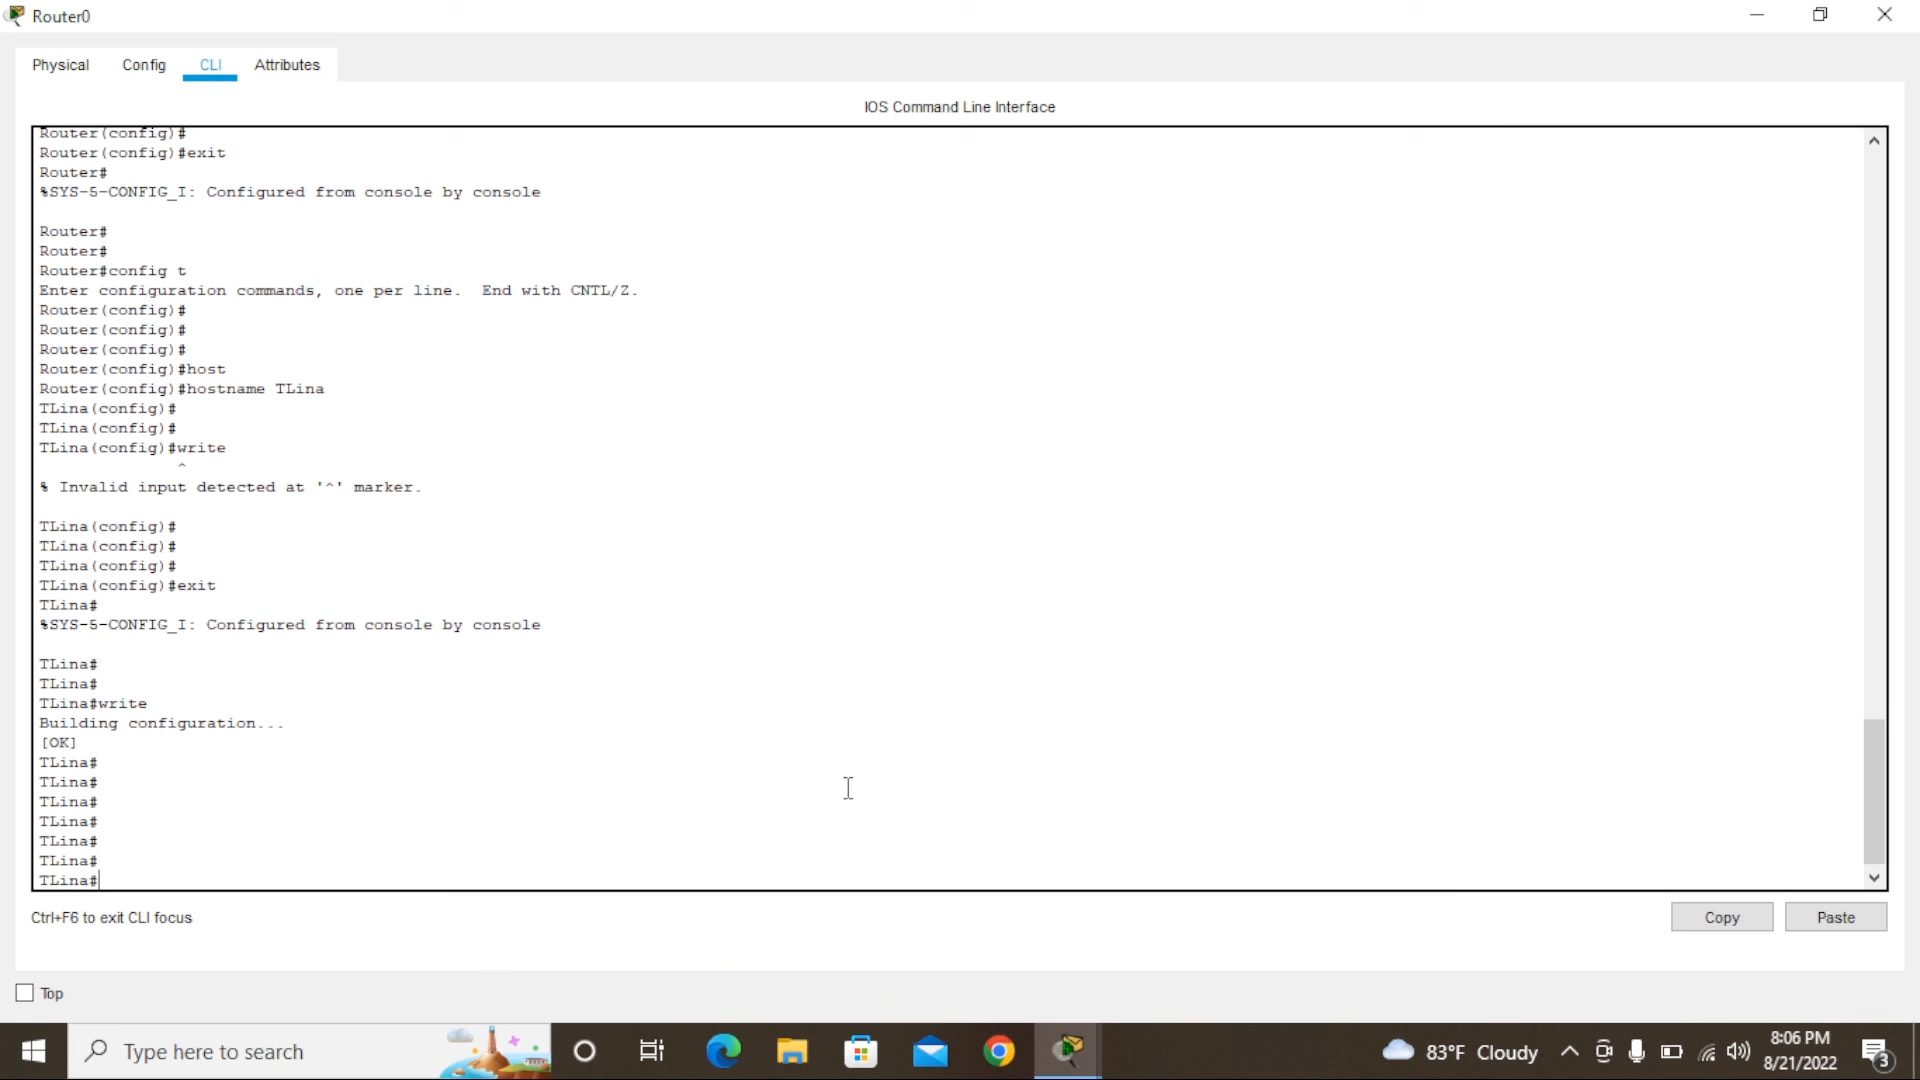 Router0
Physical Config CLI Attributes
IOS Command Line Interface
Router(config)#
Router(config)#exit
Router#
%SYS-5-CONFIG_I: Configured from console by console
Router#
Router#
Router#config t
Enter configuration commands, one per line.  End with CNTL/Z.
Router(config)#
Router(config)#
Router(config)#
Router(config)#host
Router(config)#hostname TLina
TLina(config)#
TLina(config)#
TLina(config)#write
^
% Invalid input detected at '^' marker.
TLina(config)#
TLina(config)#
TLina(config)#
TLina(config)#exit
TLina#
%SYS-5-CONFIG_I: Configured from console by console
TLina#
TLina#
TLina#write
Building configuration...
[OK]
TLina#
TLina#
TLina#
TLina#
TLina#
TLina#
TLina#
Ctrl+F6 to exit CLI focus
Copy Paste
Top
Type here to search
83°F Cloudy
8:06 PM
8/21/2022
3